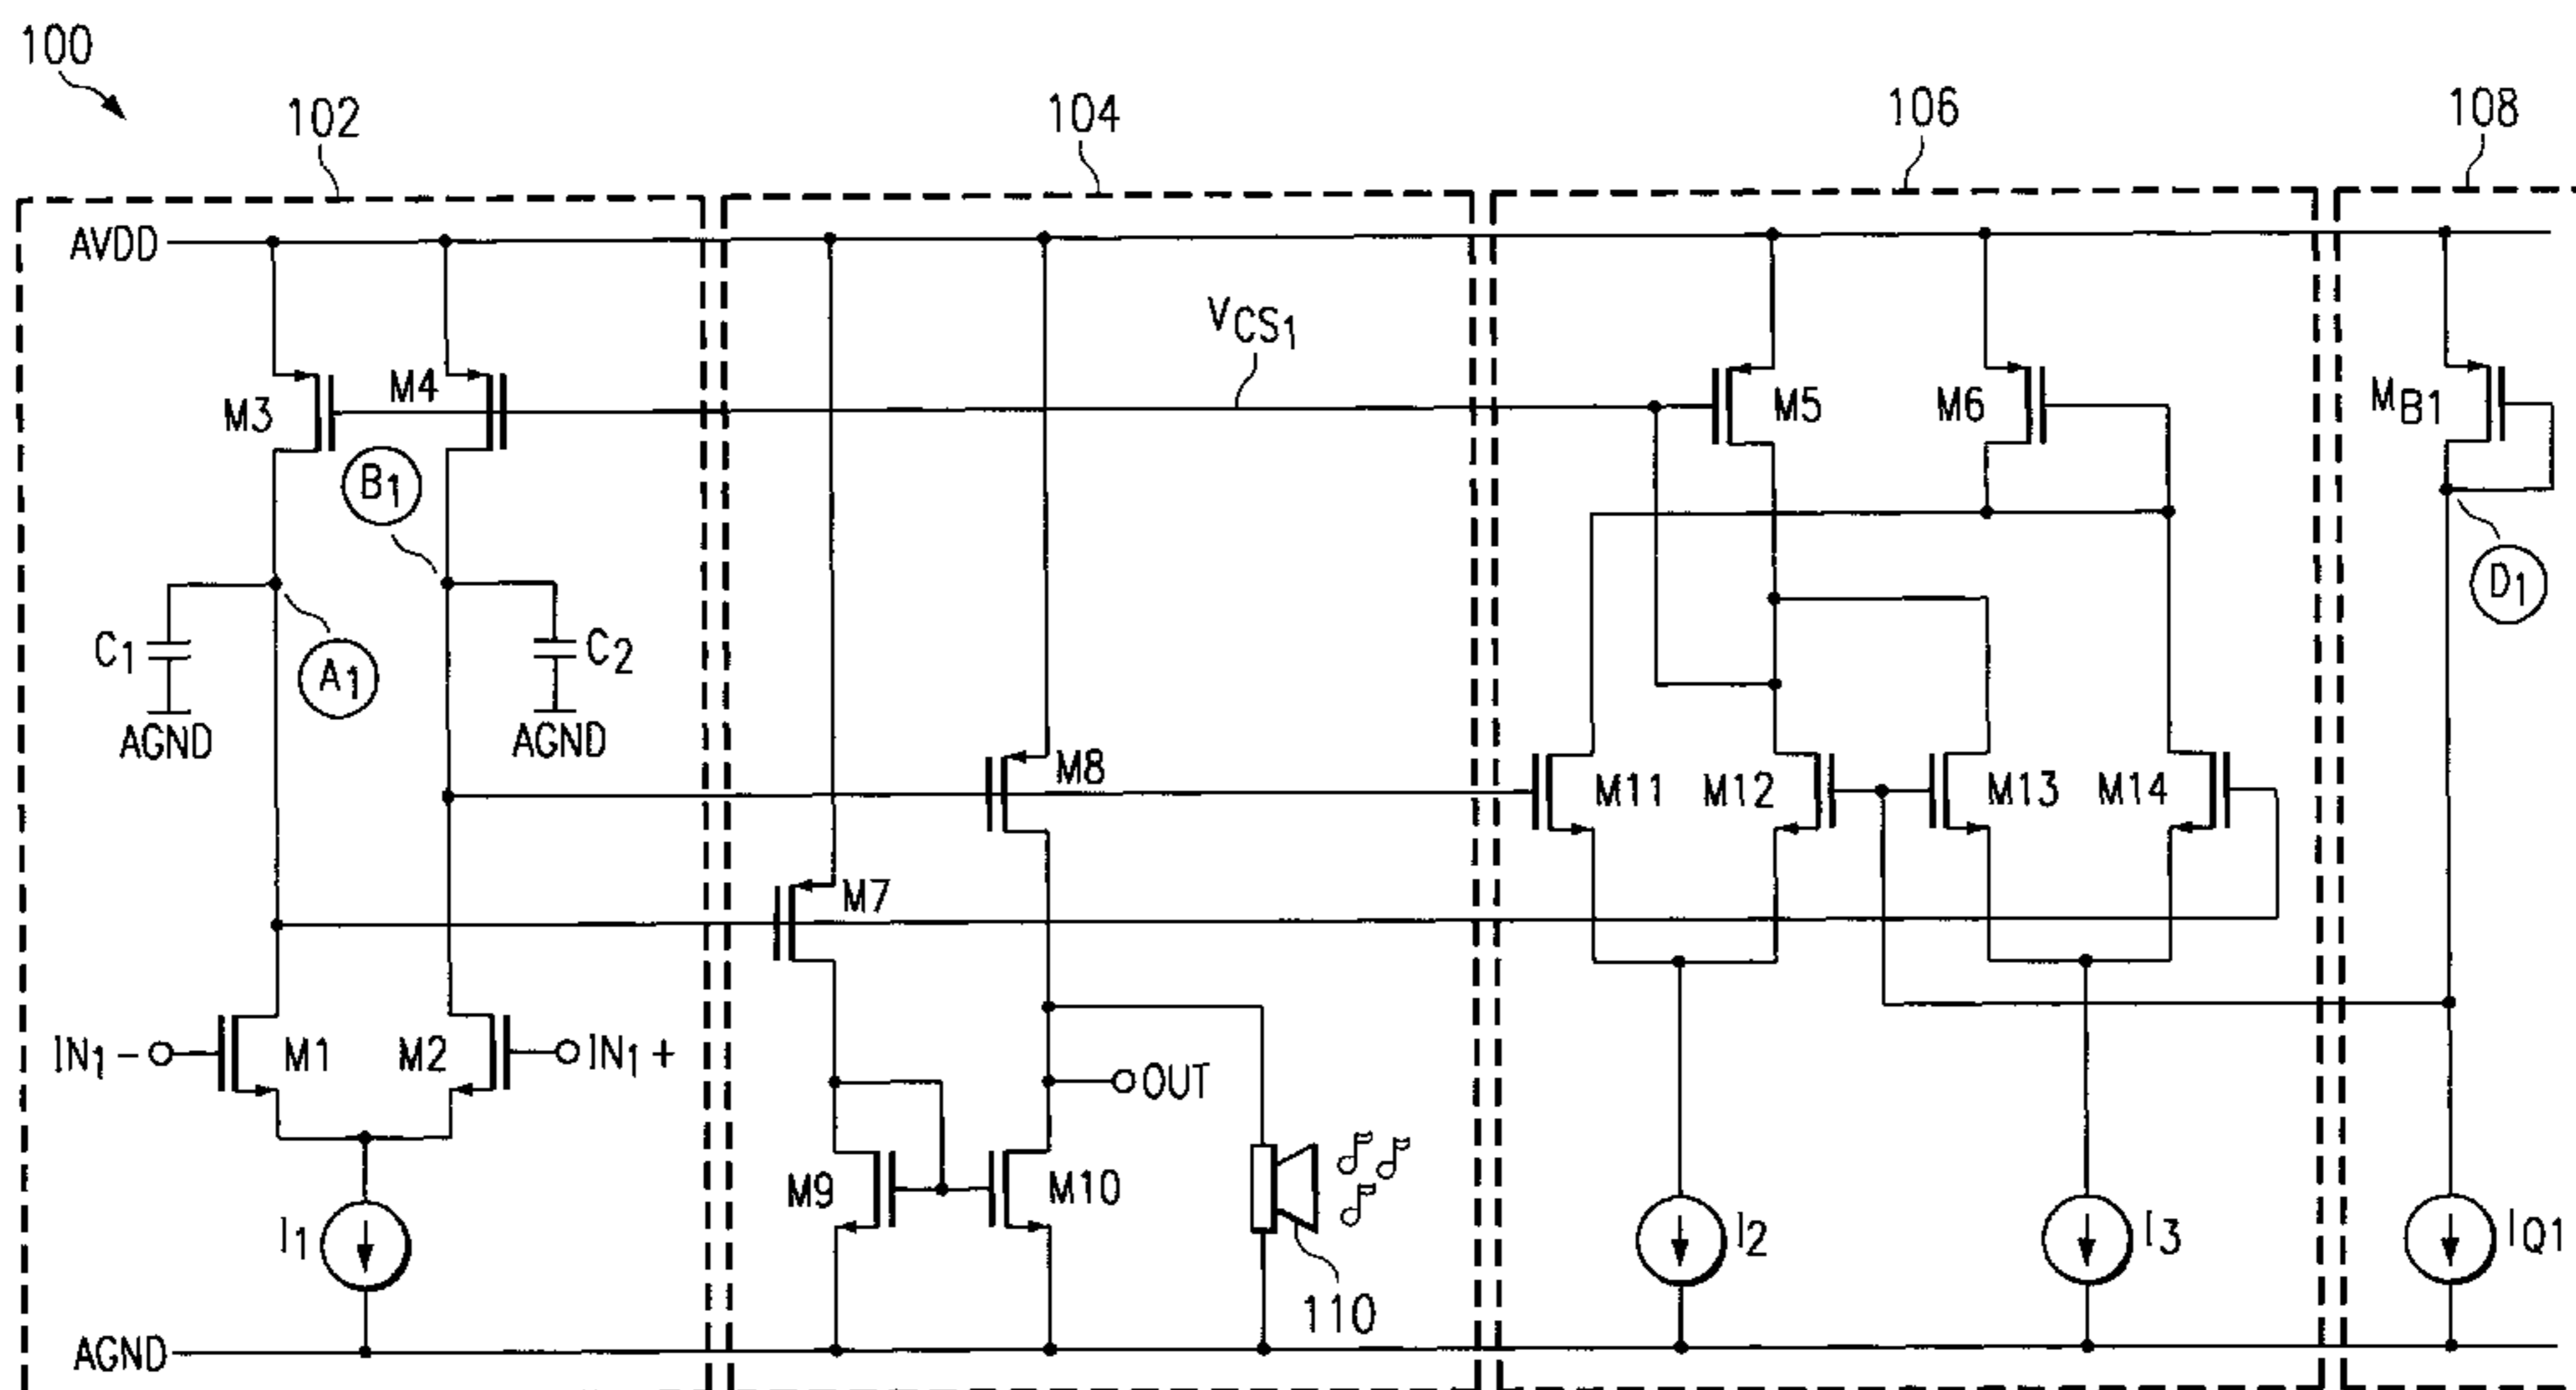 100
102
104
106
108
AVDD
VCS1
M3
M4
M5
M6
MB1
B1
D1
C1
A1
C2
AGND
AGND
M8
M11
M12
M13
M14
M7
IN1-
M1
M2
IN1+
OUT
M9
M10
I1
I2
I3
IQ1
110
AGND